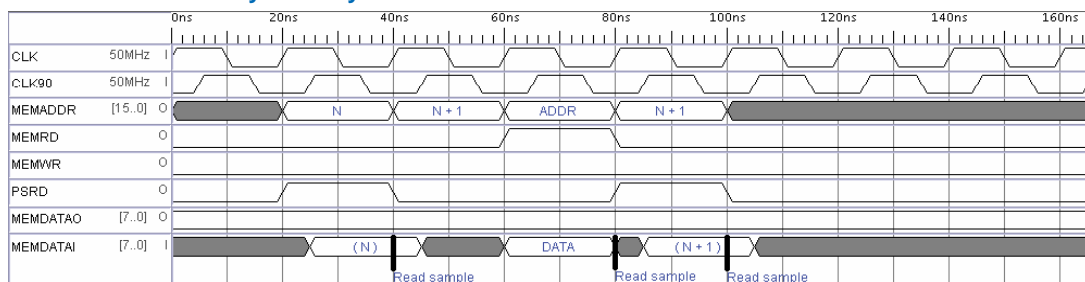 0ns 20ns 40ns 60ns 80ns 100ns 120ns 140ns 160ns
CLK 50MHz I
CLK90 50MHz I
MEMADDR [15..0] O N N + 1 ADDR N + 1
MEMRD O
MEMWR O
PSRD O
MEMDATAO [7..0] O
MEMDATAI [7..0] I ( N ) DATA ( N + 1 )
Read sample Read sample Read sample